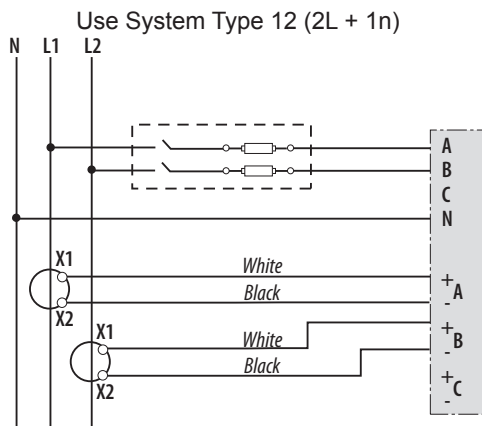 Use System Type 12 (2L + 1n)
N L1 L2
A
B
C
N
X1
White
+
A
Black
-
X2
X1
White
+
B
Black
-
X2
+
C
-